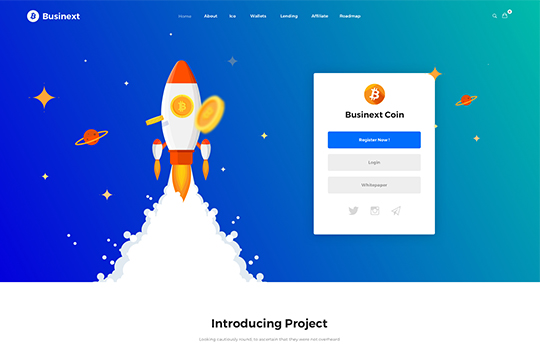 Businext
Home About Ico Wallets Lending Affiliate Roadmap
0
Businext Coin
Register Now!
Login
Whitepaper
Introducing Project
Looking cautiously round, to ascertain that they were not overheard